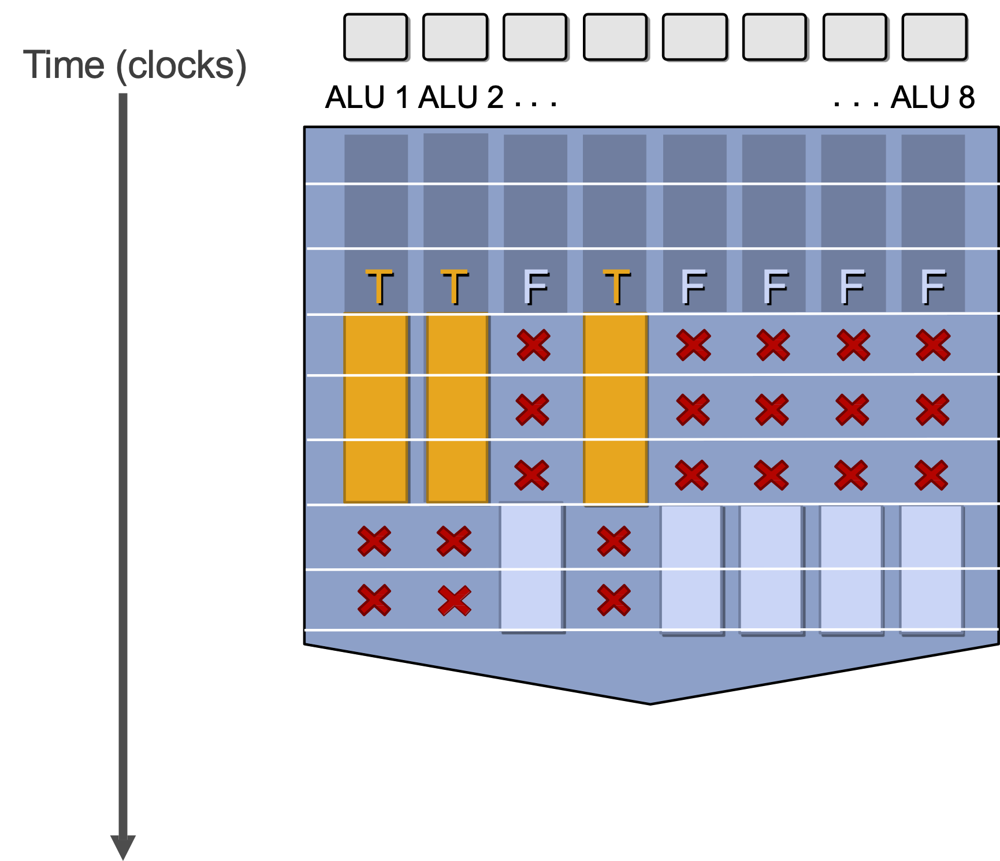 Time (clocks)
ALU 1 ALU 2 . . . . . . ALU 8
T T F T F F F F